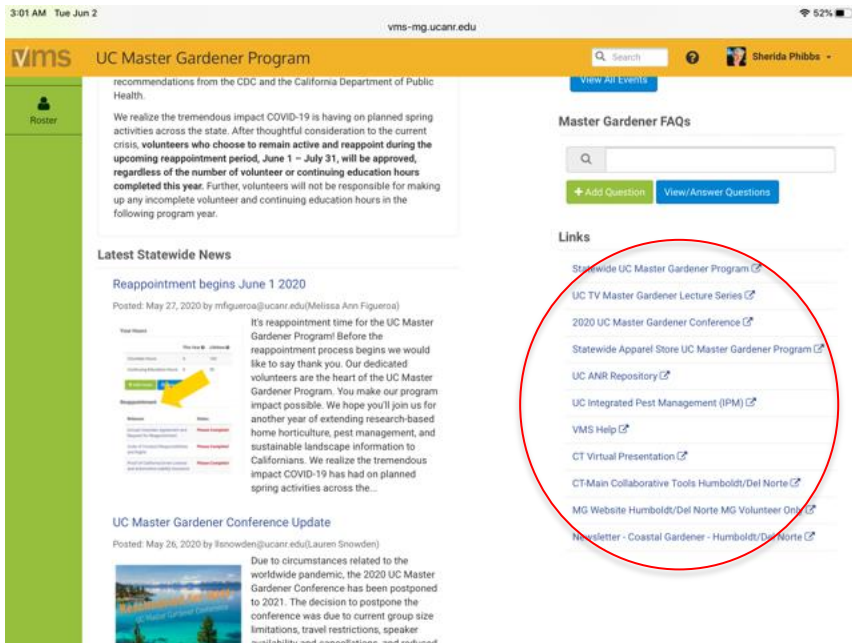 3:01 AM Tue Jun 2
vms-mg.ucanr.edu
52%
vms UC Master Gardener Program
Search
Sherida Phibbs
Roster
recommendations from the CDC and the California Department of Public
Health.
We realize the tremendous impact COVID-19 is having on planned spring
activities across the state. After thoughtful consideration to the current
crisis, volunteers who choose to remain active and reappoint during the
upcoming reappointment period, June 1 – July 31, will be approved,
regardless of the number of volunteer or continuing education hours
completed this year. Further, volunteers will not be responsible for making
up any incomplete volunteer and continuing education hours in the
following program year.
Latest Statewide News
Reappointment begins June 1 2020
Posted: May 27, 2020 by mfigueroa@ucanr.edu(Melissa Ann Figueroa)
Your Hours
Reappointment
It's reappointment time for the UC Master
Gardener Program! Before the
reappointment process begins we would
like to say thank you. Our dedicated
volunteers are the heart of the UC Master
Gardener Program. You make our program
impact possible. We hope you'll join us for
another year of extending research-based
home horticulture, pest management, and
sustainable landscape information to
Californians. We realize the tremendous
impact COVID-19 has had on planned
spring activities across the...
UC Master Gardener Conference Update
Posted: May 26, 2020 by llsnowden@ucanr.edu(Lauren Snowden)
UC Master Gardener Conference
Due to circumstances related to the
worldwide pandemic, the 2020 UC Master
Gardener Conference has been postponed
to 2021. The decision to postpone the
conference was due to current group size
limitations, travel restrictions, speaker
availability and cancellations, and reduced
View All Events
Master Gardener FAQs
+ Add Question View/Answer Questions
Links
Statewide UC Master Gardener Program
UC TV Master Gardener Lecture Series
2020 UC Master Gardener Conference
Statewide Apparel Store UC Master Gardener Program
UC ANR Repository
UC Integrated Pest Management (IPM)
VMS Help
CT Virtual Presentation
CT-Main Collaborative Tools Humboldt/Del Norte
MG Website Humboldt/Del Norte MG Volunteer Only
Newsletter - Coastal Gardener - Humboldt/Del Norte